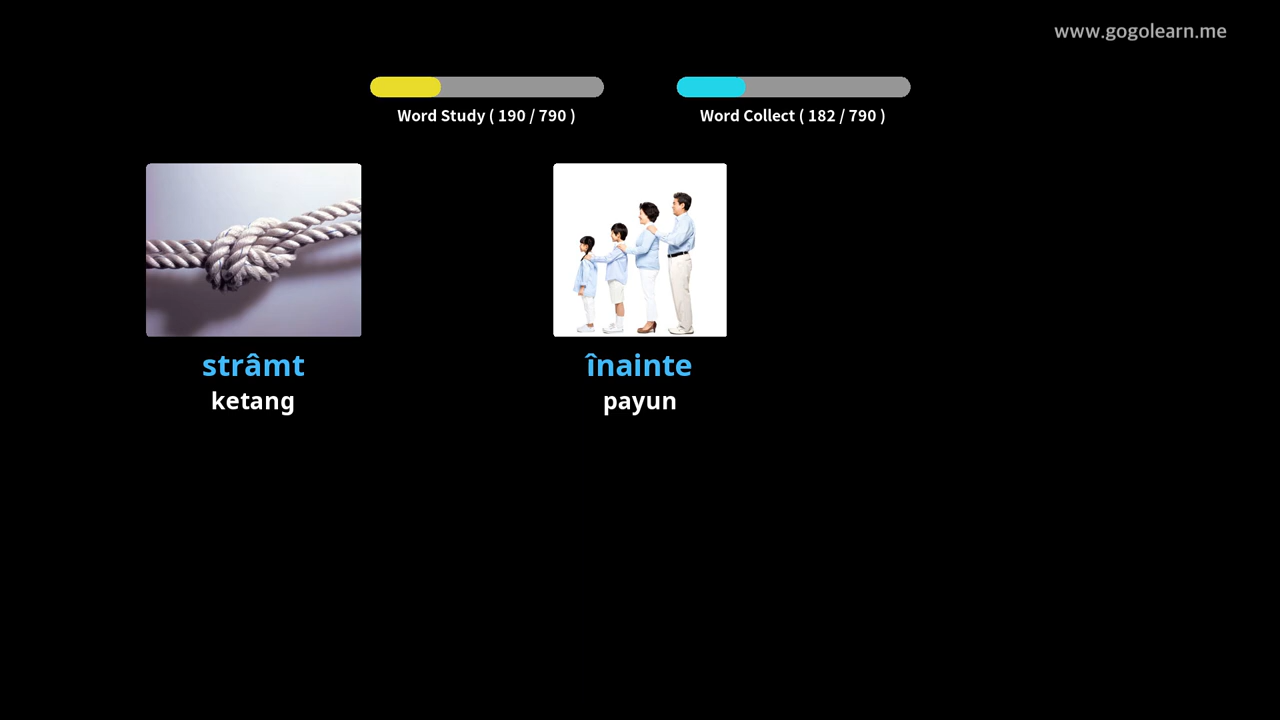 www.gogolearn.me
Word Study ( 190 / 790 )
Word Collect ( 182 / 790 )
strâmt
ketang
înainte
payun